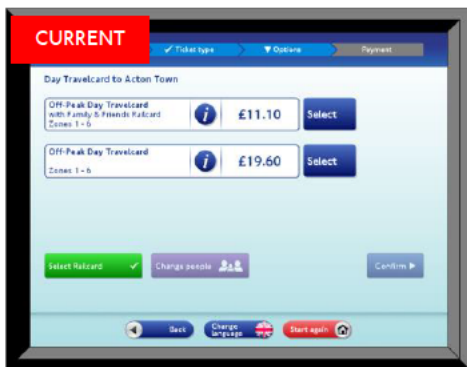 CURRENT
✓ Ticket type
▼ Options
Payment
Day Travelcard to Acton Town
Off-Peak Day Travelcard
with Family & Friends Railcard
Zones 1 - 6
i
£11.10
Select
Off-Peak Day Travelcard
Zones 1 - 6
i
£19.60
Select
Select Railcard ✓
Change people
Confirm ▶
Back
Change
language
Start again